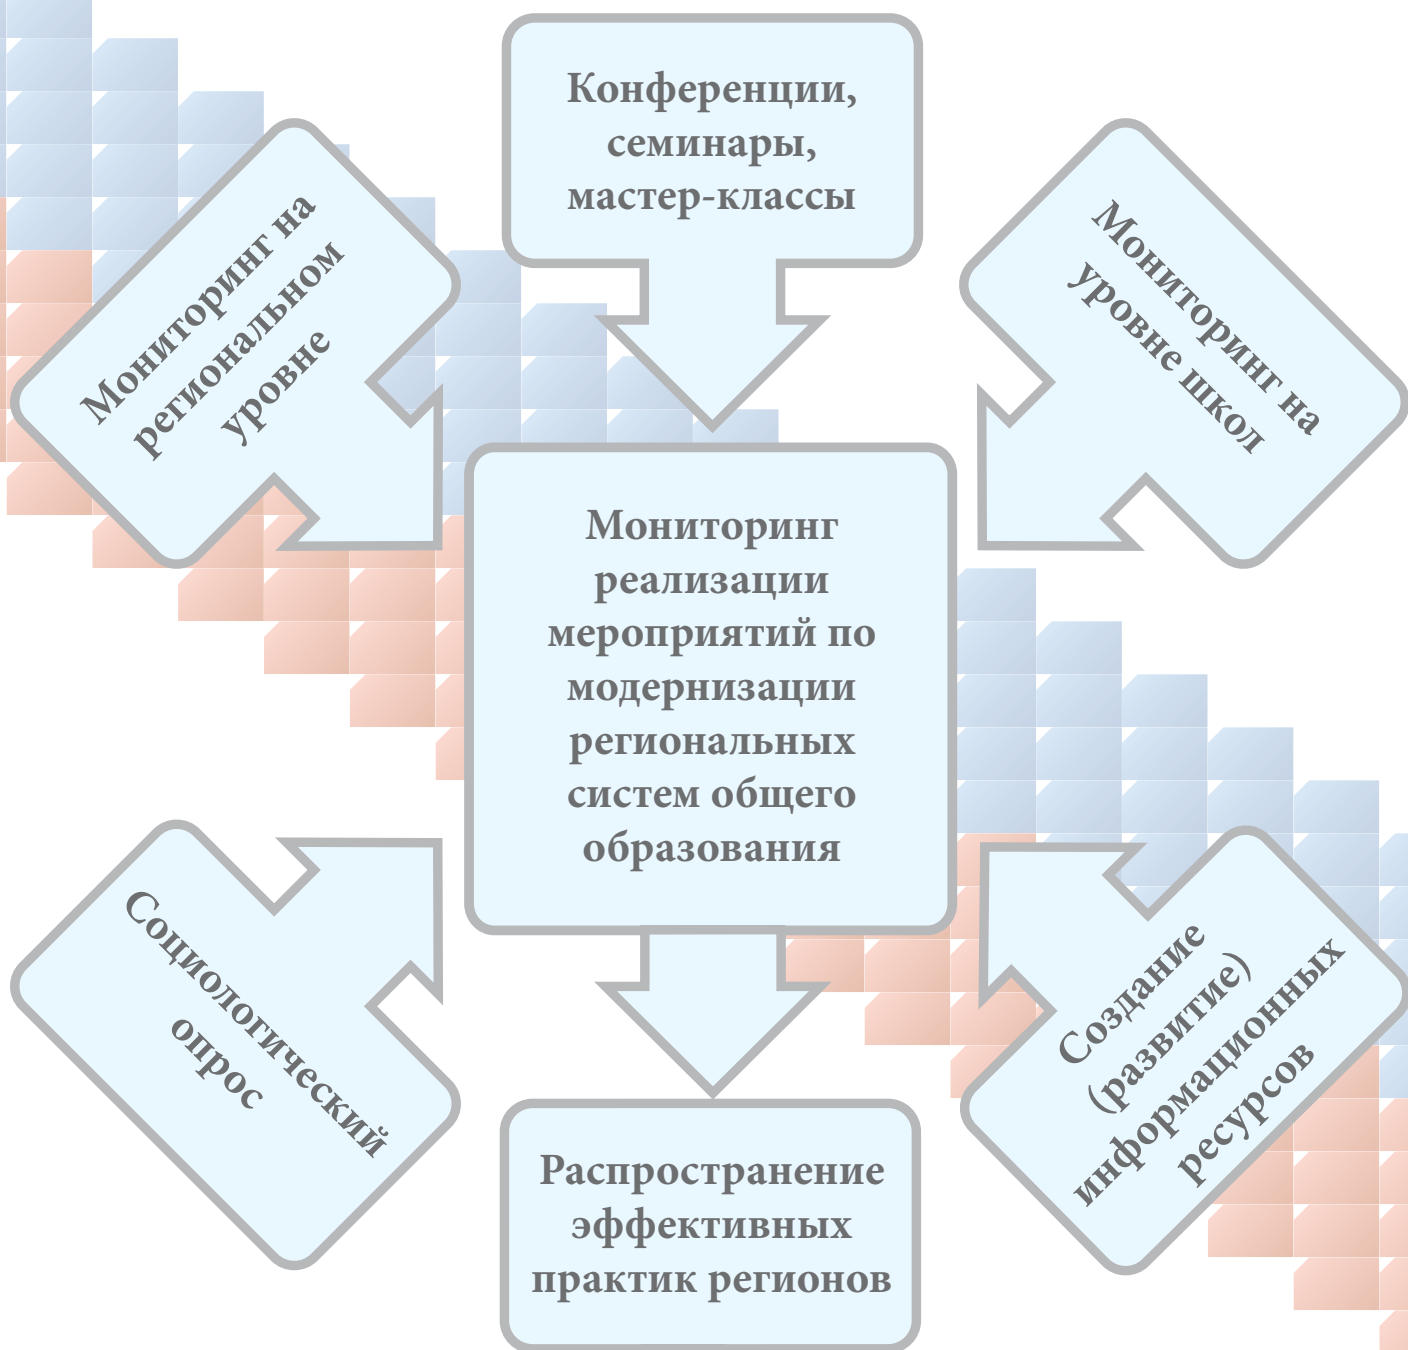 Конференции,
семинары,
мастер-классы
Мониторинг на
региональном
уровне
Мониторинг на
уровне школ
Мониторинг
реализации
мероприятий по
модернизации
региональных
систем общего
образования
Социологический
опрос
Создание
(развитие)
информационных
ресурсов
Распространение
эффективных
практик регионов